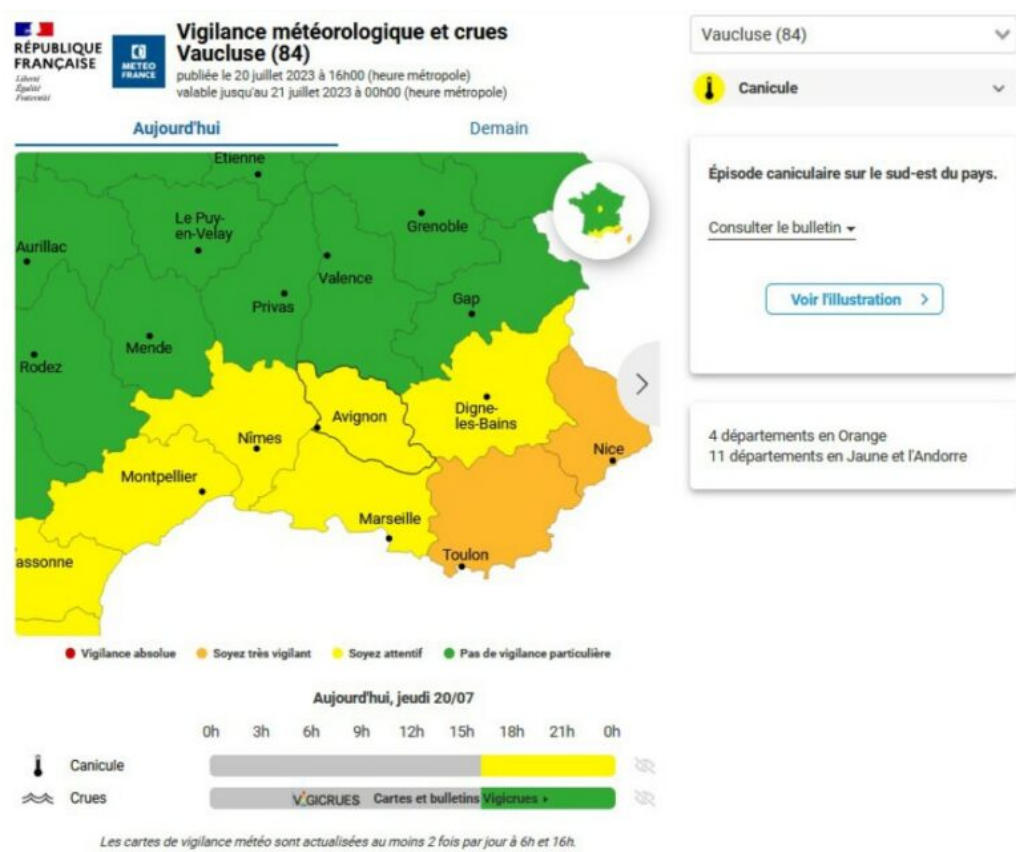 RÉPUBLIQUE
FRANÇAISE
Liberté
Égalité
Fraternité
METEO
FRANCE
Vigilance météorologique et crues
Vaucluse (84)
publiée le 20 juillet 2023 à 16h00 (heure métropole)
valable jusqu'au 21 juillet 2023 à 00h00 (heure métropole)
Aujourd'hui
Demain
Etienne
Le Puy-
en-Velay
Grenoble
Aurillac
Valence
Privas
Gap
Mende
Rodez
Avignon
Digne-
les-Bains
Nîmes
Nice
Montpellier
Marseille
Toulon
assonne
Vigilance absolue Soyez très vigilant Soyez attentif Pas de vigilance particulière
Aujourd'hui, jeudi 20/07
0h 3h 6h 9h 12h 15h 18h 21h 0h
Canicule
Crues
VIGICRUES Cartes et bulletins Vigicrues
Les cartes de vigilance météo sont actualisées au moins 2 fois par jour à 6h et 16h.
Vaucluse (84)
Canicule
Épisode caniculaire sur le sud-est du pays.
Consulter le bulletin
Voir l'illustration
4 départements en Orange
11 départements en Jaune et l'Andorre